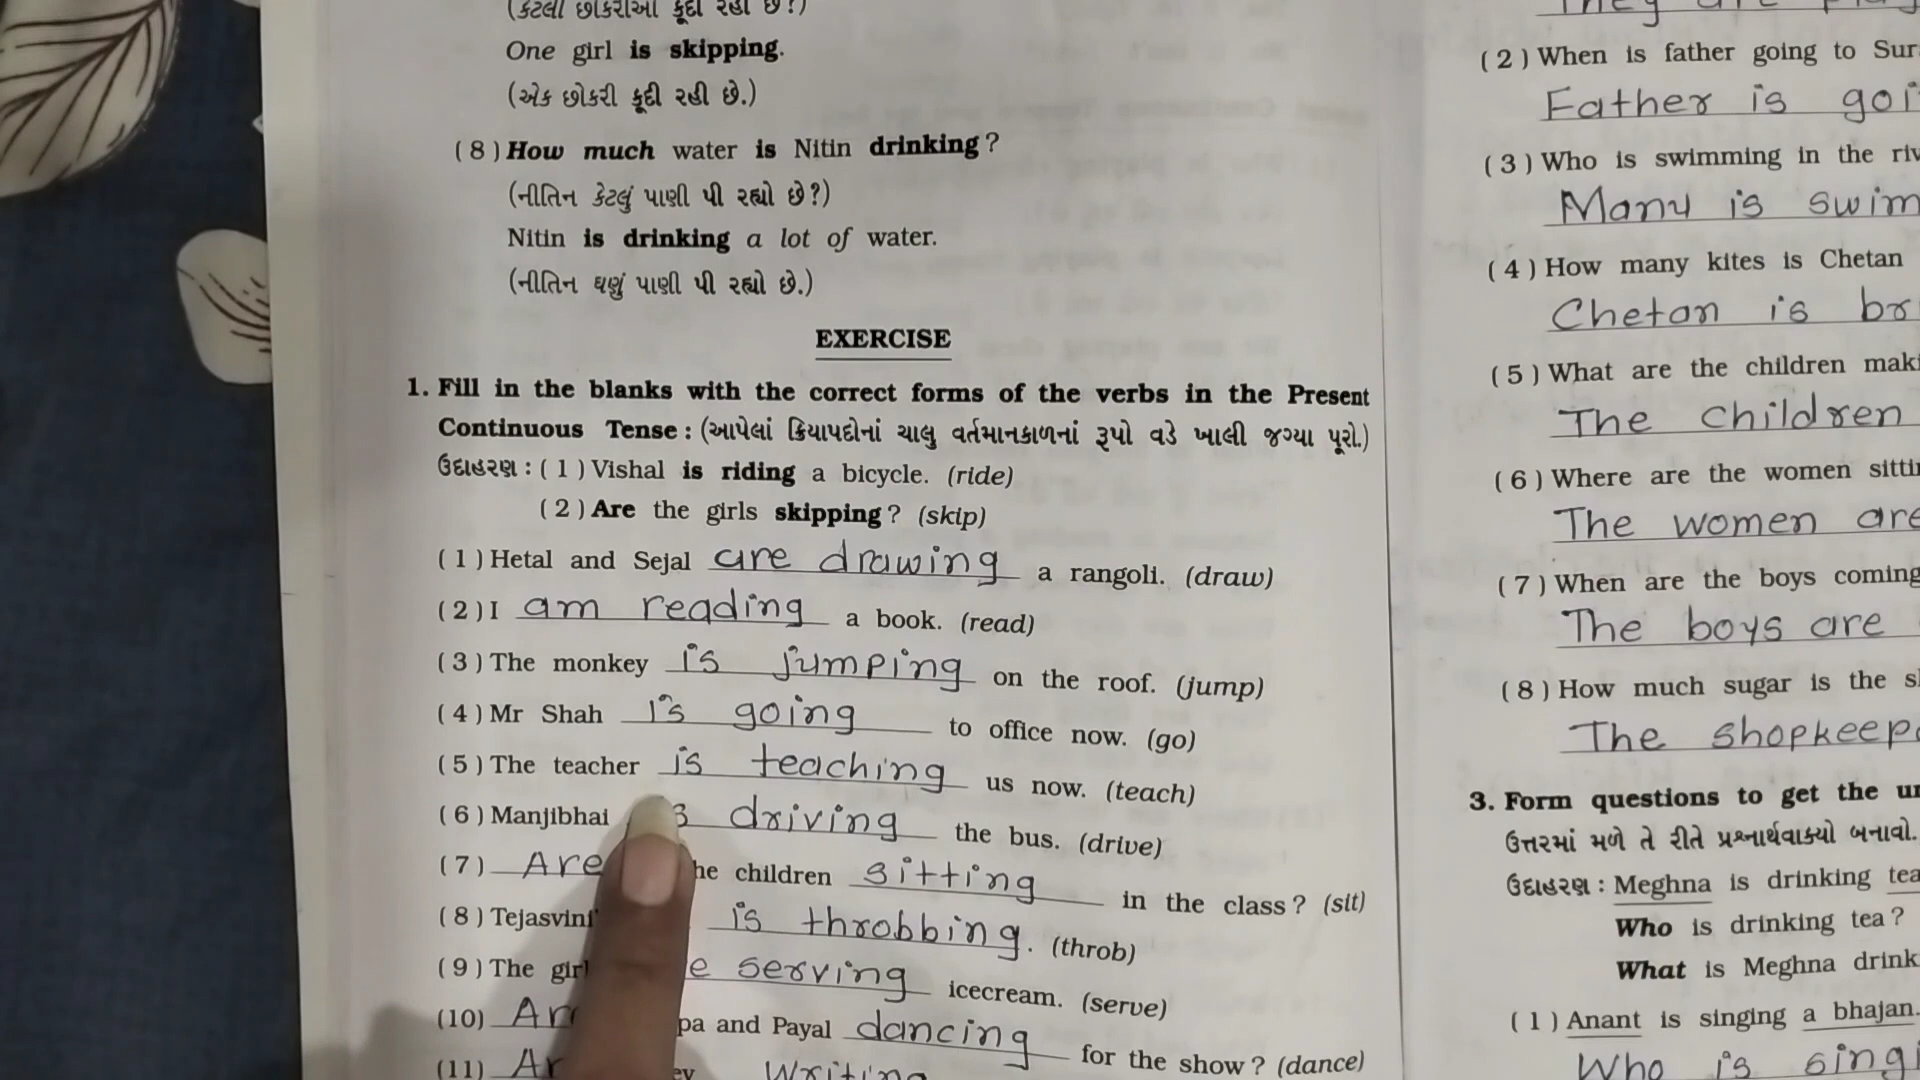 (કેટલી છોકરીઓ કૂદી રહી છે?)
One girl is skipping.
(એક છોકરી કૂદી રહી છે.)
( 8 ) How much water is Nitin drinking ?
(નીતિન કેટલું પાણી પી રહ્યો છે?)
Nitin is drinking a lot of water.
(નીતિન ઘણું પાણી પી રહ્યો છે.)
EXERCISE
1. Fill in the blanks with the correct forms of the verbs in the Present
Continuous Tense : (આપેલાં ક્રિયાપદોનાં ચાલુ વર્તમાનકાળનાં રૂપો વડે ખાલી જગ્યા પૂરો.)
ઉદાહરણ : ( 1 ) Vishal is riding a bicycle. (ride)
( 2 ) Are the girls skipping ? (skip)
( 1 ) Hetal and Sejal are drawing a rangoli. (draw)
( 2 ) I am reading a book. (read)
( 3 ) The monkey is jumping on the roof. (jump)
( 4 ) Mr Shah is going to office now. (go)
( 5 ) The teacher is teaching us now. (teach)
( 6 ) Manjibhai driving the bus. (drive)
( 7 ) Are children sitting in the class ? (sit)
( 8 ) Tejasvini is throbbing. (throb)
( 9 ) The serving icecream. (serve)
(10) and Payal dancing for the show ? (dance)
(11) writing
They are
( 2 ) When is father going to
Father is
( 3 ) Who is swimming in the
Manu is
( 4 ) How many kites is Chetan
Chetan is
( 5 ) What are the children
The children
( 6 ) Where are the women
The women are
( 7 ) When are the boys coming
The boys are
( 8 ) How much sugar is the
The
3. Form questions to get the
ઉત્તરમાં મળે તે રીતે પ્રશ્નાર્થવાક્યો બનાવો.
ઉદાહરણ : Meghna is drinking
Who is drinking tea ?
What is Meghna
( 1 ) Anant is singing a bhajan.
Who is